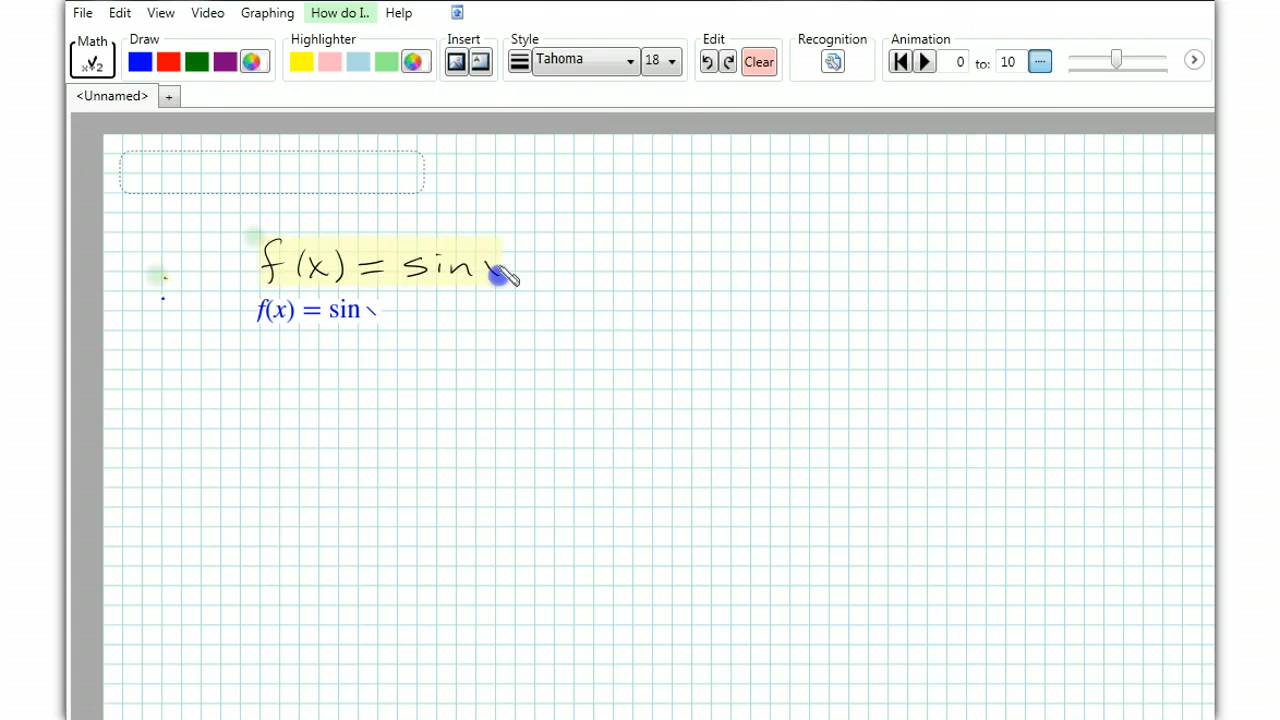 File Edit View Video Graphing How do I.. Help
Math Draw Highlighter Insert Style Edit Recognition Animation
√2 Tahoma 18 Clear 0 to: 10
<Unnamed> +
f(x) = sin
f(x) = sin